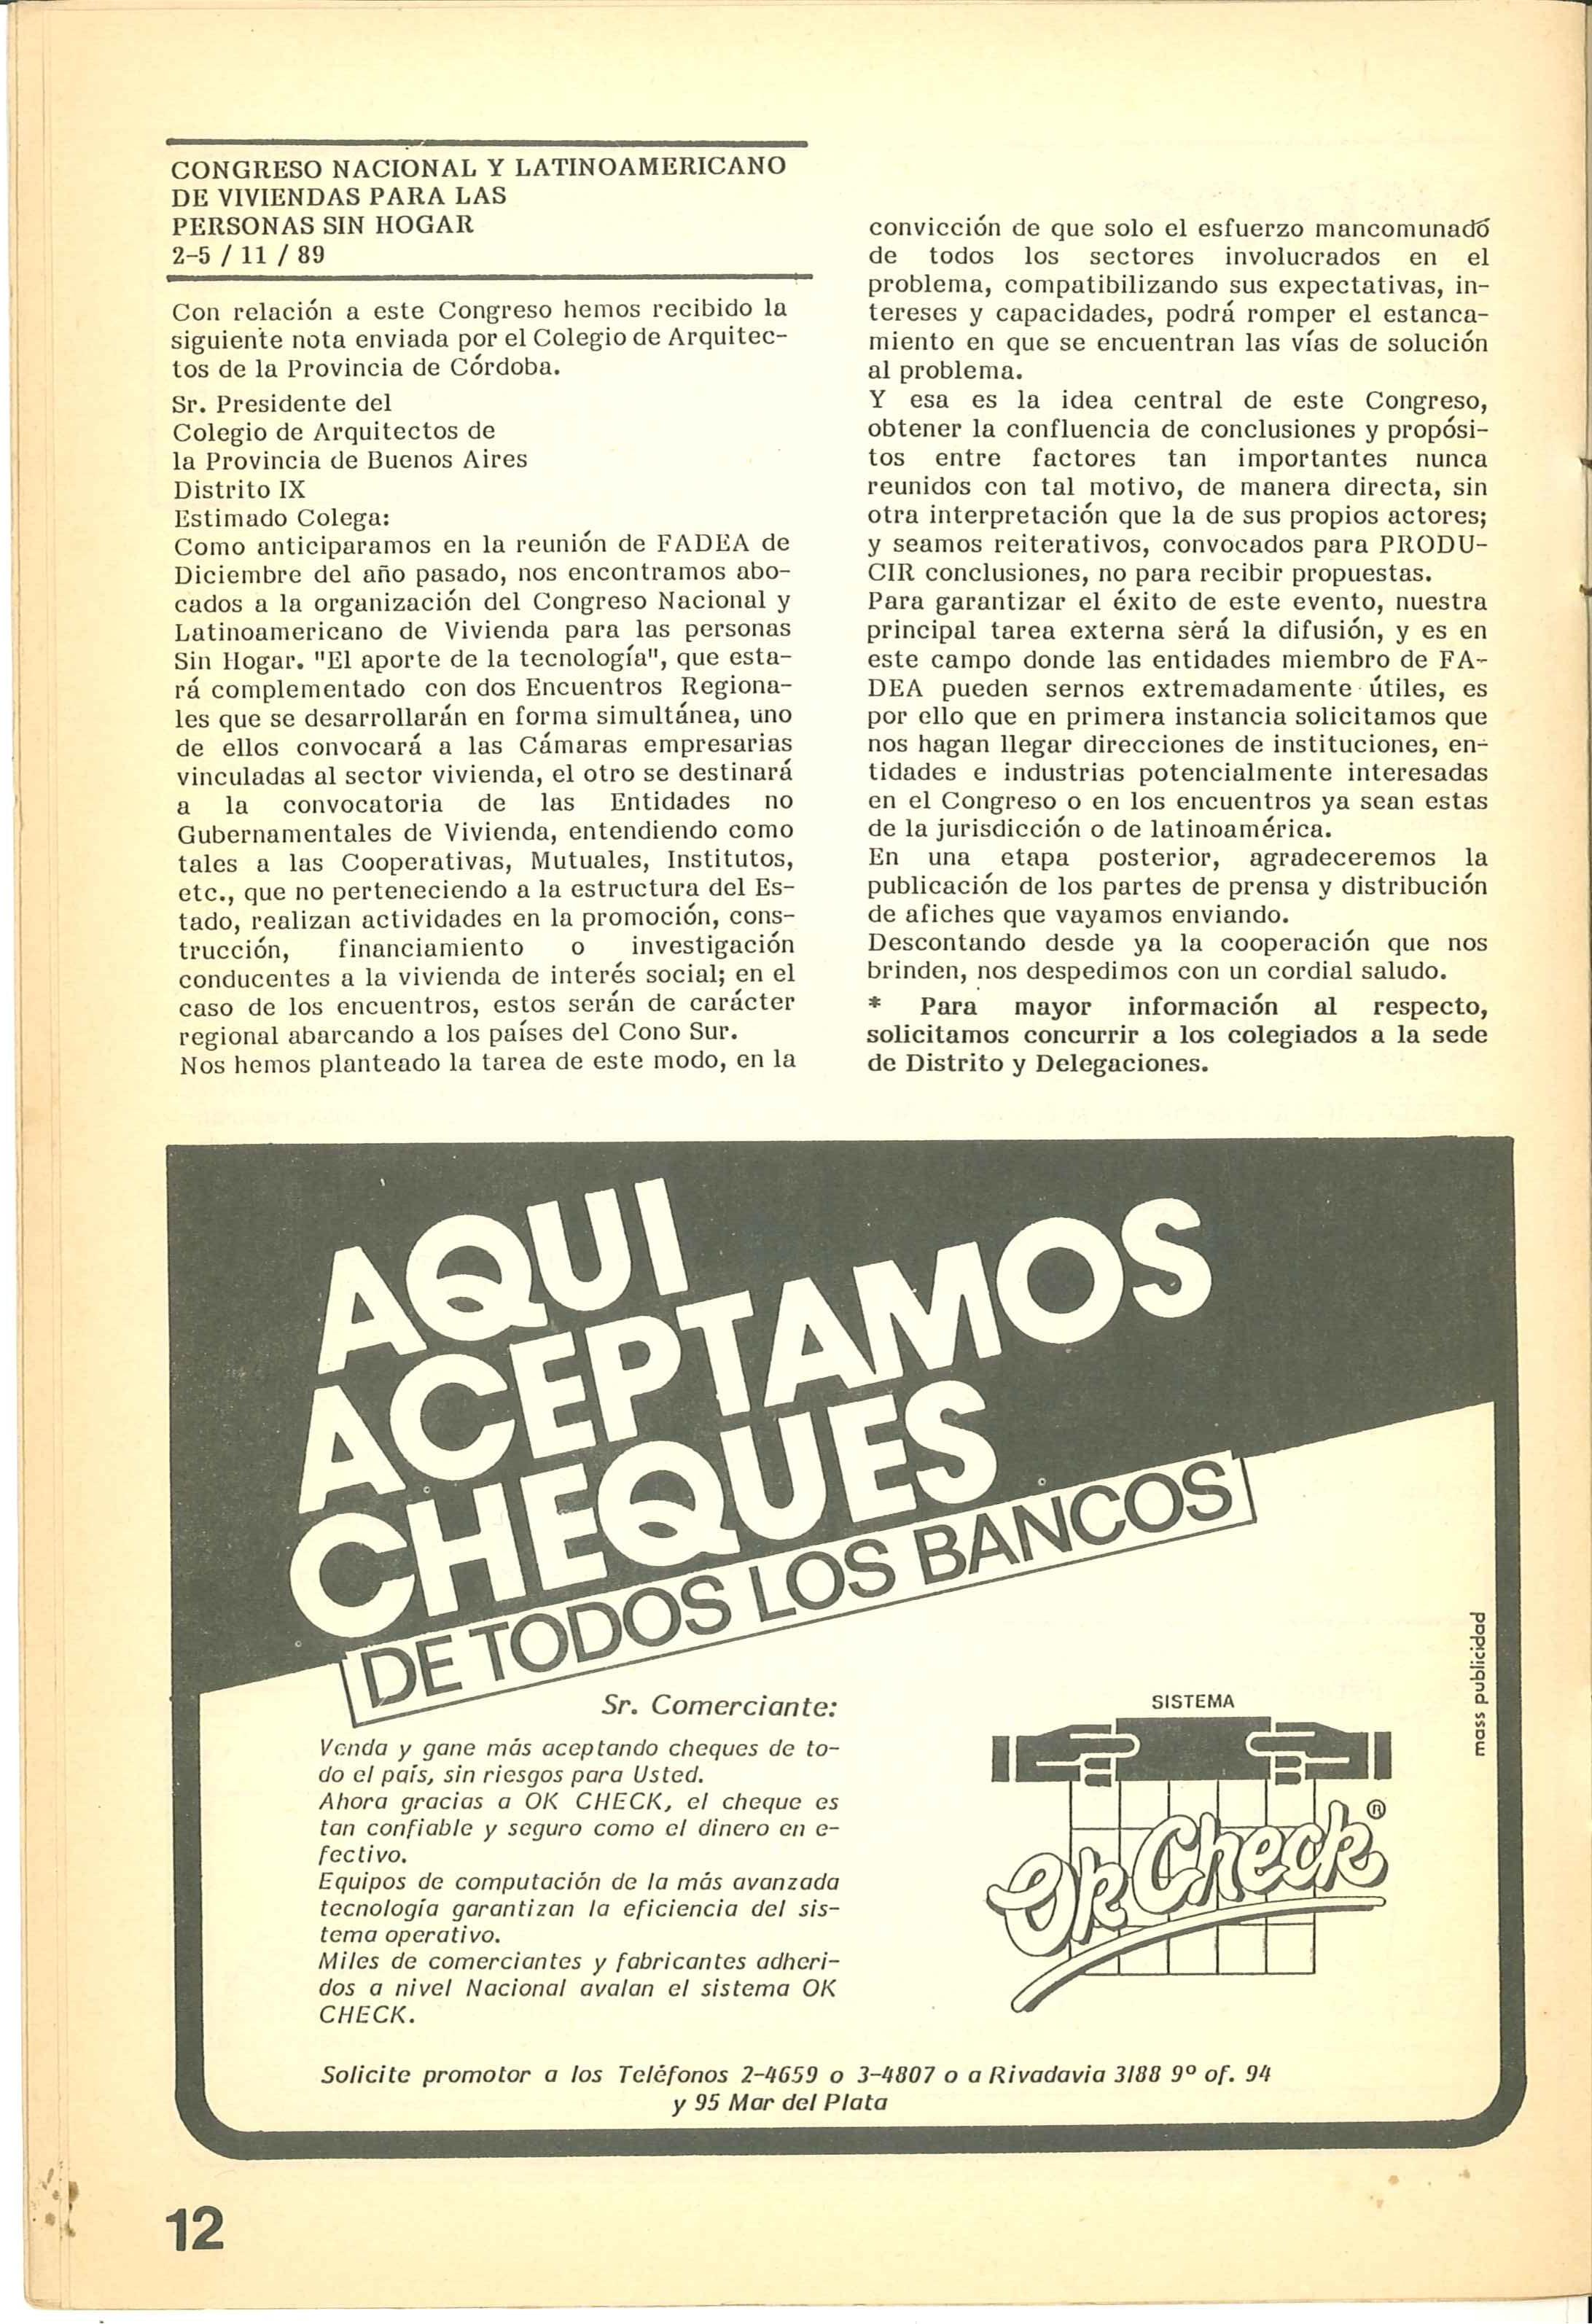 CONGRESO NACIONAL Y LATINOAMERICANO
DE VIVIENDAS PARA LAS
PERSONAS SIN HOGAR
2-5 / 11 / 89
Con relación a este Congreso hemos recibido la
siguiente nota enviada por el Colegio de Arquitec-
tos de la Provincia de Córdoba.
Sr. Presidente del
Colegio de Arquitectos de
la Provincia de Buenos Aires
Distrito IX
Estimado Colega:
Como anticiparamos en la reunión de FADEA de
Diciembre del año pasado, nos encontramos abo-
cados a la organización del Congreso Nacional y
Latinoamericano de Vivienda para las personas
Sin Hogar. "El aporte de la tecnología", que esta-
rá complementado con dos Encuentros Regiona-
les que se desarrollarán en forma simultánea, uno
de ellos convocará a las Cámaras empresarias
vinculadas al sector vivienda, el otro se destinará
a la convocatoria de las Entidades no
Gubernamentales de Vivienda, entendiendo como
tales a las Cooperativas, Mutuales, Institutos,
etc., que no perteneciendo a la estructura del Es-
tado, realizan actividades en la promoción, cons-
trucción, financiamiento o investigación
conducentes a la vivienda de interés social; en el
caso de los encuentros, estos serán de carácter
regional abarcando a los países del Cono Sur.
Nos hemos planteado la tarea de este modo, en la
convicción de que solo el esfuerzo mancomunado
de todos los sectores involucrados en el
problema, compatibilizando sus expectativas, in-
tereses y capacidades, podrá romper el estanca-
miento en que se encuentran las vías de solución
al problema.
Y esa es la idea central de este Congreso,
obtener la confluencia de conclusiones y propósi-
tos entre factores tan importantes nunca
reunidos con tal motivo, de manera directa, sin
otra interpretación que la de sus propios actores;
y seamos reiterativos, convocados para PRODU-
CIR conclusiones, no para recibir propuestas.
Para garantizar el éxito de este evento, nuestra
principal tarea externa será la difusión, y es en
este campo donde las entidades miembro de FA-
DEA pueden sernos extremadamente útiles, es
por ello que en primera instancia solicitamos que
nos hagan llegar direcciones de instituciones, en-
tidades e industrias potencialmente interesadas
en el Congreso o en los encuentros ya sean estas
de la jurisdicción o de latinoamérica.
En una etapa posterior, agradeceremos la
publicación de los partes de prensa y distribución
de afiches que vayamos enviando.
Descontando desde ya la cooperación que nos
brinden, nos despedimos con un cordial saludo.
* Para mayor información al respecto,
solicitamos concurrir a los colegiados a la sede
de Distrito y Delegaciones.
AQUI
ACEPTAMOS
CHEQUES
DE TODOS LOS BANCOS
Sr. Comerciante:
Venda y gane más aceptando cheques de to-
do el país, sin riesgos para Usted.
Ahora gracias a OK CHECK, el cheque es
tan confiable y seguro como el dinero en e-
fectivo.
Equipos de computación de la más avanzada
tecnología garantizan la eficiencia del sis-
tema operativo.
Miles de comerciantes y fabricantes adheri-
dos a nivel Nacional avalan el sistema OK
CHECK.
SISTEMA
Ok Check®
mass publicidad
Solicite promotor a los Teléfonos 2-4659 o 3-4807 o a Rivadavia 3188 9º of. 94
y 95 Mar del Plata
12